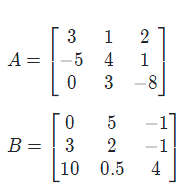 A = [ 3 1 2
-5 4 1
0 3 -8 ]
B = [ 0 5 -1
3 2 -1
10 0.5 4 ]